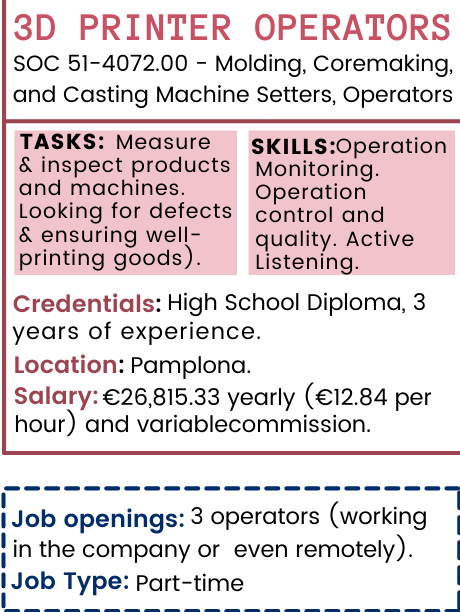 3D PRINTER OPERATORS
SOC 51-4072.00 - Molding, Coremaking,
and Casting Machine Setters, Operators
TASKS: Measure
& inspect products
and machines.
Looking for defects
& ensuring well-
printing goods).
SKILLS:Operation
Monitoring.
Operation
control and
quality. Active
Listening.
Credentials: High School Diploma, 3
years of experience.
Location: Pamplona.
Salary: €26,815.33 yearly (€12.84 per
hour) and variablecommission.
Job openings: 3 operators (working
in the company or even remotely).
Job Type: Part-time